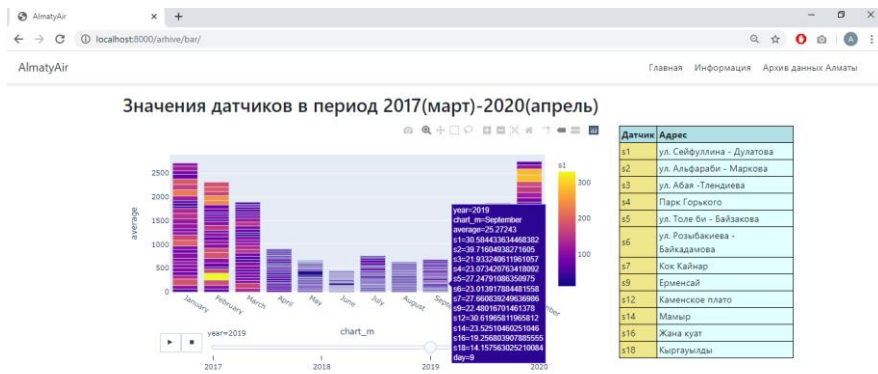 AlmatyAir
localhost:8000/arhive/bar/
AlmatyAir
Главная Информация Архив данных Алматы
Значения датчиков в период 2017(март)-2020(апрель)
average
2500
2000
1500
1000
500
0
January
February
March
April
May
June
July
August
s1
300
200
100
year=2019
chart_m=September
average=25.27243
s1=30.584433634468382
s2=39.71604938271605
s3=21.933240611961057
s4=23.073420763418092
s5=27.24791086350975
s6=23.013917884481558
s7=27.660839249636986
s9=22.48016701461378
s12=30.61965811965812
s14=23.52510460251046
s16=19.256803907885555
s18=14.157563025210084
day=9
year=2019
chart_m
2017
2018
2019
2020
Датчик Адрес
s1 ул. Сейфуллина - Дулатова
s2 ул. Альфараби - Маркова
s3 ул. Абая -Тлендиева
s4 Парк Горького
s5 ул. Толе би - Байзакова
s6 ул. Розыбакиева -
Байкадамова
s7 Кок Кайнар
s9 Ерменсай
s12 Каменское плато
s14 Мамыр
s16 Жана куат
s18 Кыргауылды